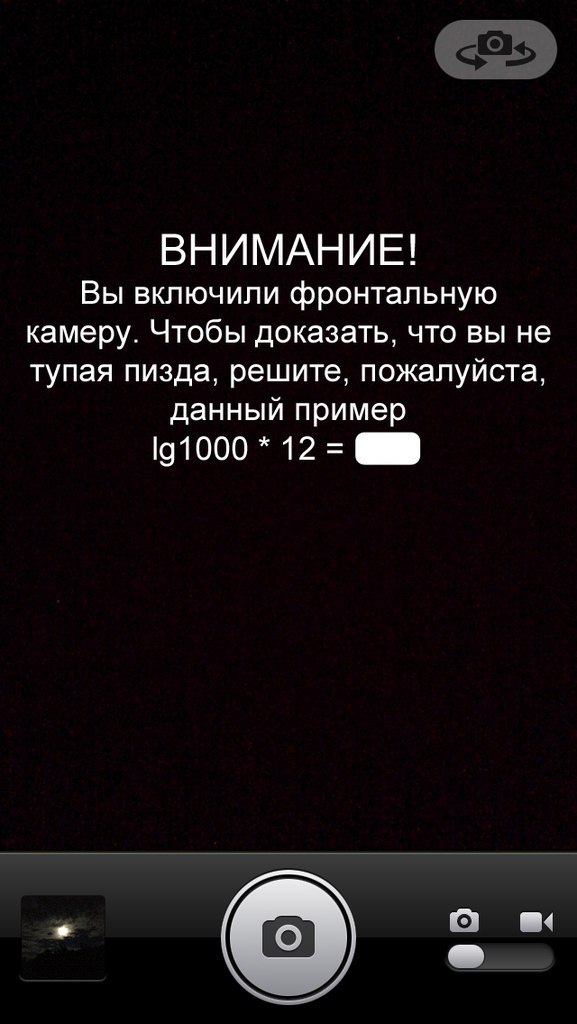 ВНИМАНИЕ!
Вы включили фронтальную
камеру. Чтобы доказать, что вы не
тупая пизда, решите, пожалуйста,
данный пример
lg1000 * 12 =